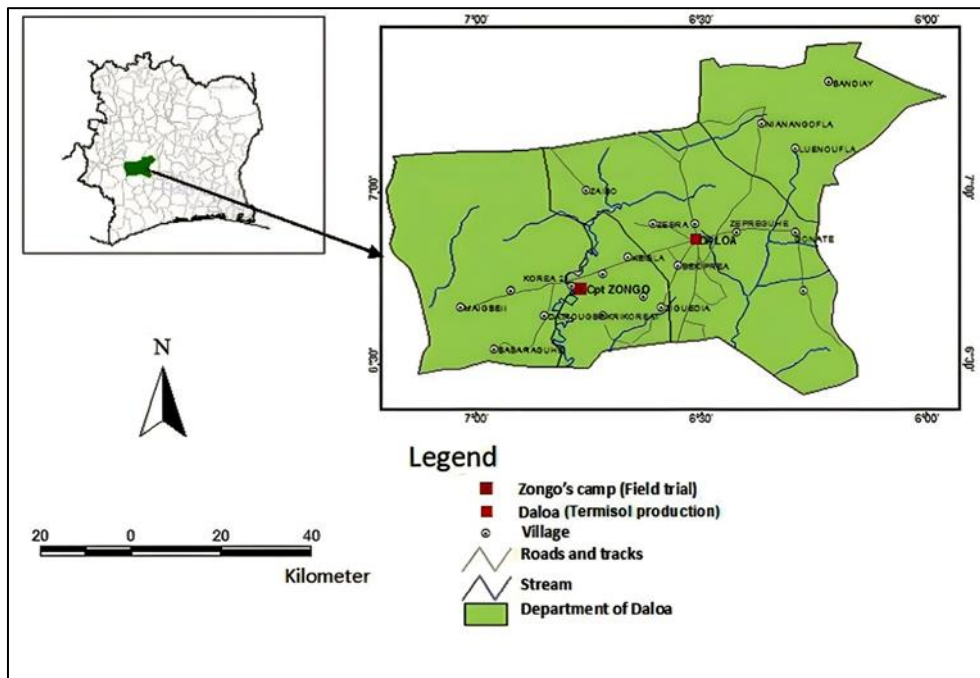 7°00' 6°30' 6°00'
BANDIAY
NIANANGOFLA
LUENOUFLA
7°00' 7°00'
ZAIBO
ZEBRA
ZEPREGUHE
DALOA
GONATE
KEIBLA
BEKIPREA
KOREA 2
Cpt ZONGO
MAIGBEII
ZIGUEDIA
BABARAGUHE
6°30' 6°30'
7°00' 6°30' 6°00'
N
Legend
Zongo's camp (Field trial)
Daloa (Termisol production)
Village
Roads and tracks
Stream
Department of Daloa
20 0 20 40
Kilometer